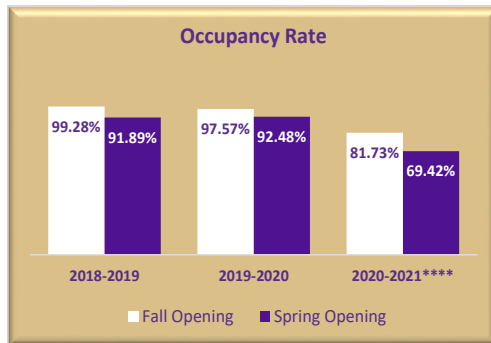 Occupancy Rate
99.28% 91.89% 97.57% 92.48% 81.73% 69.42%
2018-2019 2019-2020 2020-2021****
Fall Opening Spring Opening